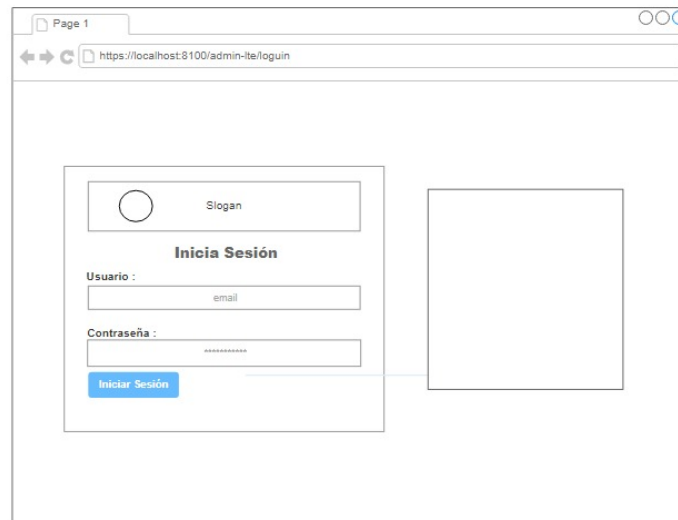 Page 1
https://localhost:8100/admin-lte/loguin
Slogan
Inicia Sesión
Usuario :
email
Contraseña :
***********
Iniciar Sesión